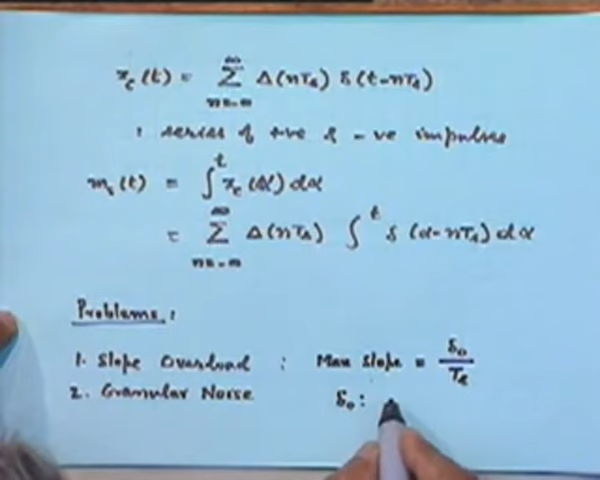 x_c(t) = Σ_{n=-∞}^{∞} Δ(nT_s) δ(t-nT_s)
: series of +ve & -ve impulses
m_s(t) = ∫^t x_c(α) dα
= Σ_{n=-∞}^{∞} Δ(nT_s) ∫^t δ(α-nT_s) dα
Problems:
1. Slope Overload : Max slope = δ_0/T_s
2. Granular Noise δ_0: